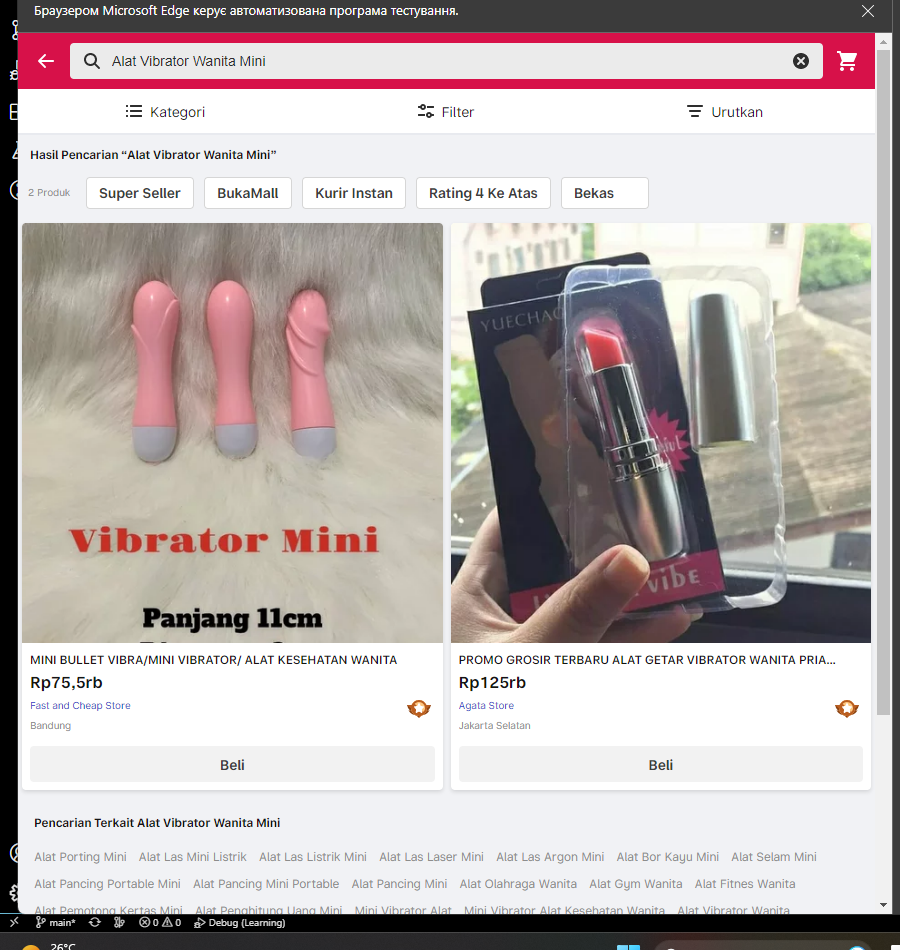 Браузером Microsoft Edge керує автоматизована програма тестування.
Alat Vibrator Wanita Mini
Kategori
Filter
Urutkan
Hasil Pencarian “Alat Vibrator Wanita Mini”
2 Produk
Super Seller
BukaMall
Kurir Instan
Rating 4 Ke Atas
Bekas
Vibrator Mini
Panjang 11cm
YUECHAO
vibe
MINI BULLET VIBRA/MINI VIBRATOR/ ALAT KESEHATAN WANITA
Rp75,5rb
Fast and Cheap Store
Bandung
Beli
PROMO GROSIR TERBARU ALAT GETAR VIBRATOR WANITA PRIA...
Rp125rb
Agata Store
Jakarta Selatan
Beli
Pencarian Terkait Alat Vibrator Wanita Mini
Alat Porting Mini Alat Las Mini Listrik Alat Las Listrik Mini Alat Las Laser Mini Alat Las Argon Mini Alat Bor Kayu Mini Alat Selam Mini
Alat Pancing Portable Mini Alat Pancing Mini Portable Alat Pancing Mini Alat Olahraga Wanita Alat Gym Wanita Alat Fitnes Wanita
Alat Pemotong Kertas Mini Alat Penghitung Uang Mini Mini Vibrator Alat Mini Vibrator Alat Kesehatan Wanita Alat Vibrator Wanita
main* 0 0 Debug (Learning)
26°C